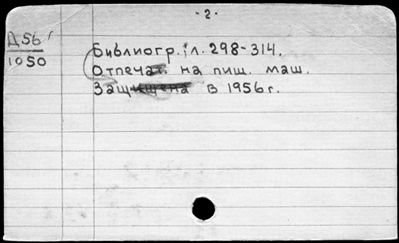 - 2 -
Д56
1050
Библиогр.: л. 298-314.
Отпечат. на пиш. маш.
Защищена в 1956 г.